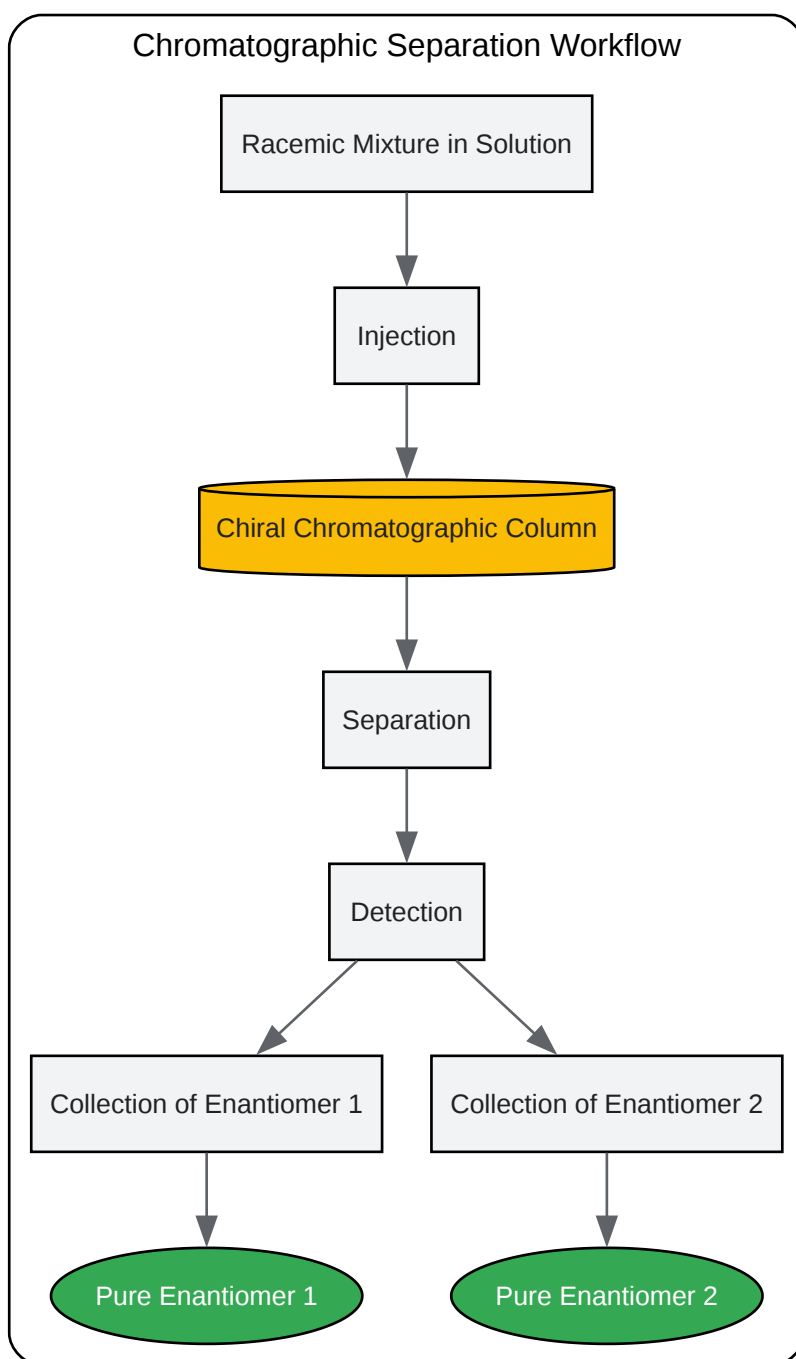 Chromatographic Separation Workflow
Racemic Mixture in Solution
Injection
Chiral Chromatographic Column
Separation
Detection
Collection of Enantiomer 1
Collection of Enantiomer 2
Pure Enantiomer 1
Pure Enantiomer 2